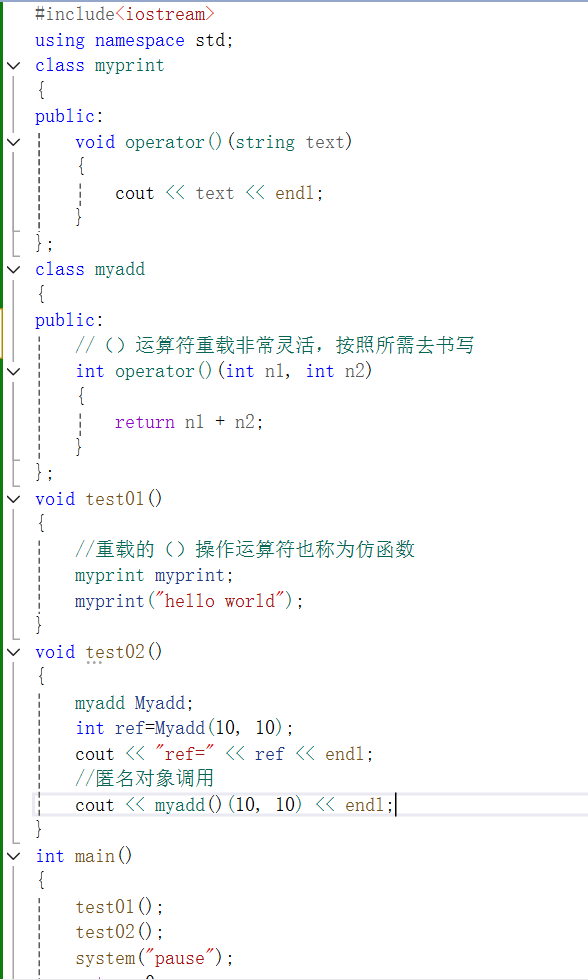 #include<iostream>
using namespace std;
class myprint
{
public:
void operator()(string text)
{
cout << text << endl;
}
};
class myadd
{
public:
//（）运算符重载非常灵活，按照所需去书写
int operator()(int n1, int n2)
{
return n1 + n2;
}
};
void test01()
{
//重载的（）操作运算符也称为仿函数
myprint myprint;
myprint("hello world");
}
void test02()
{
myadd Myadd;
int ref=Myadd(10, 10);
cout << "ref=" << ref << endl;
//匿名对象调用
cout << myadd()(10, 10) << endl;
}
int main()
{
test01();
test02();
system("pause");